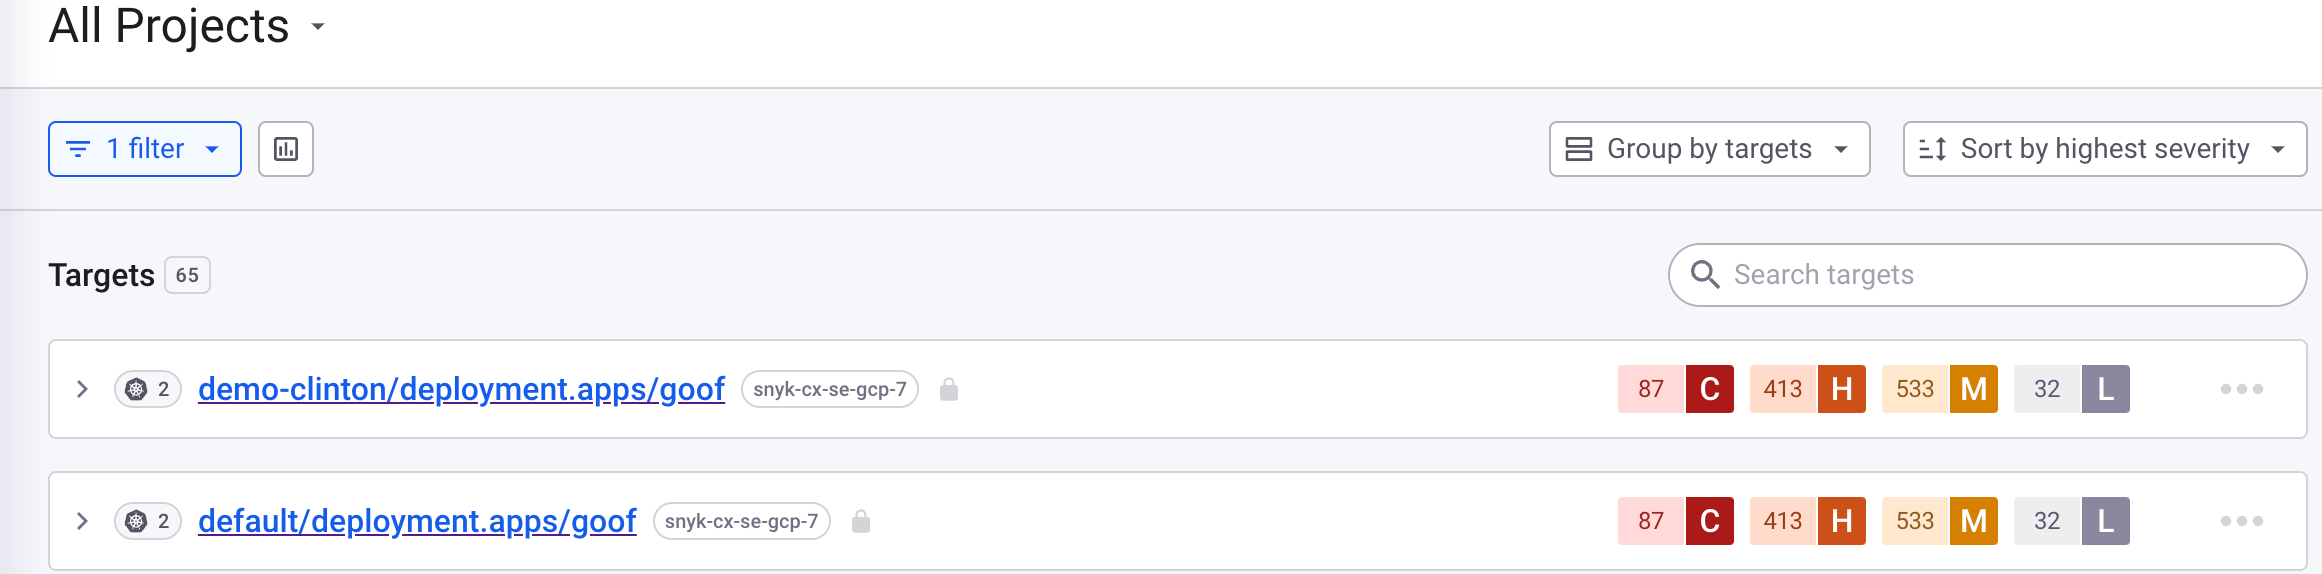 All Projects
1 filter
Group by targets
Sort by highest severity
Targets 65
Search targets
2 demo-clinton/deployment.apps/goof snyk-cx-se-gcp-7 87 C 413 H 533 M 32 L
2 default/deployment.apps/goof snyk-cx-se-gcp-7 87 C 413 H 533 M 32 L